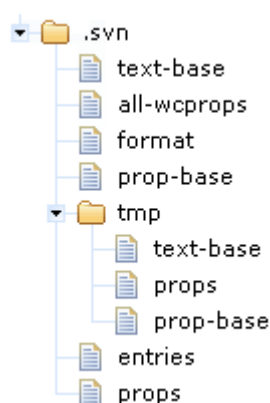 .svn
text-base
all-wcprops
format
prop-base
tmp
text-base
props
prop-base
entries
props